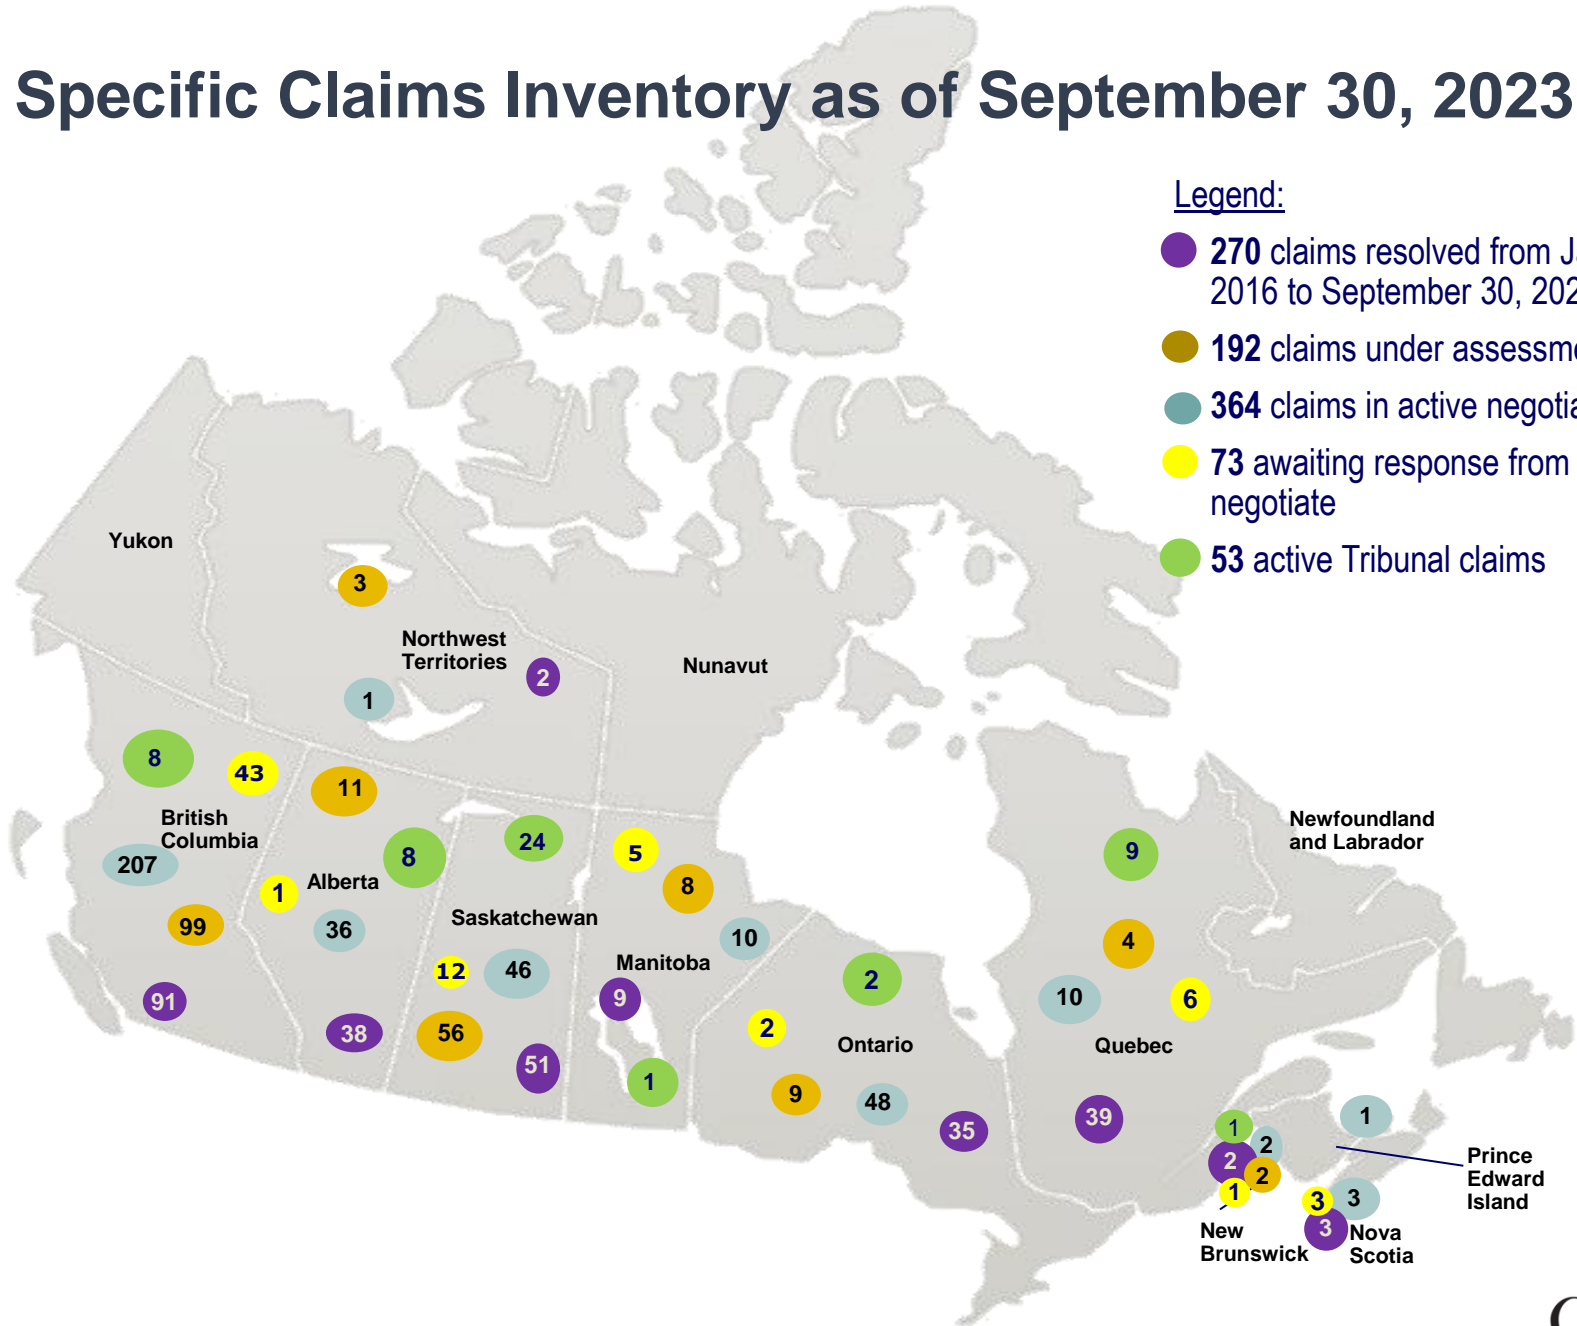 Specific Claims Inventory as of September 30, 2023
Legend:
270 claims resolved from
2016 to September 30,
192 claims under
364 claims in active
73 awaiting response from
negotiate
53 active Tribunal claims
Yukon
3
Northwest
Territories
2
Nunavut
1
8
43
11
British
Columbia
207
1
Alberta
8
24
5
8
Newfoundland
and Labrador
9
99
36
Saskatchewan
12
46
Manitoba
10
9
2
4
10
6
91
38
56
51
1
2
Ontario
9
48
35
Quebec
39
1
2
2
2
1
1
Prince
Edward
Island
3
3
3
New
Brunswick
Nova
Scotia